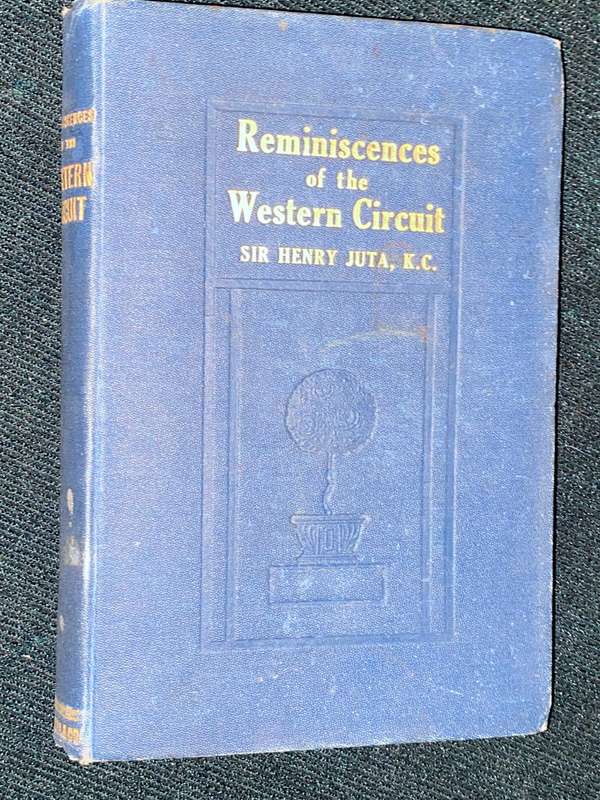 Reminiscences
of the
Western Circuit
SIR HENRY JUTA, K.C.